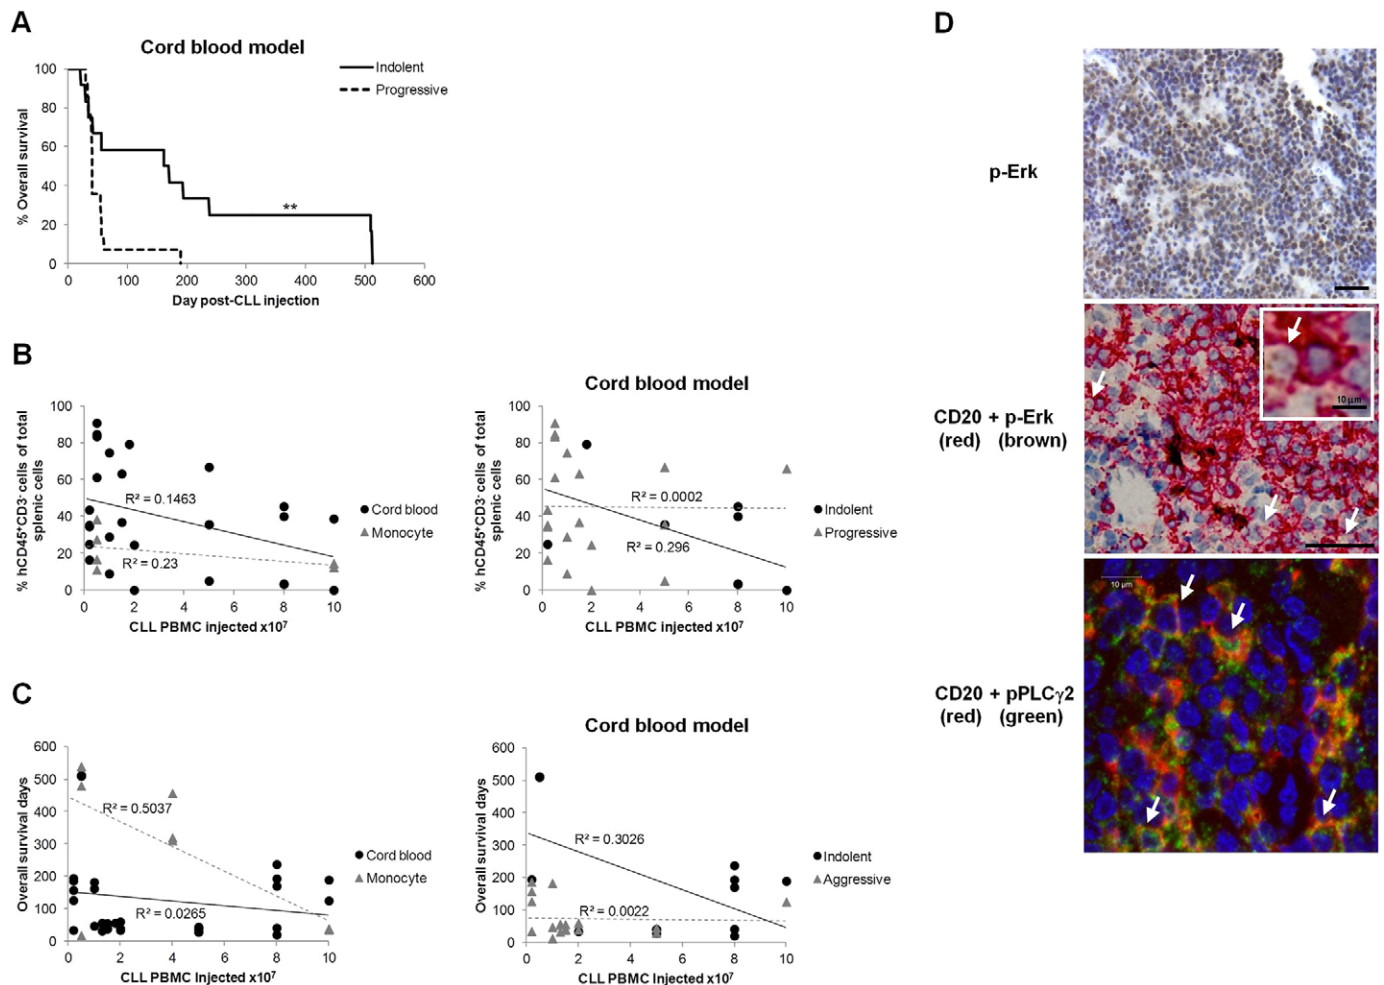 A
Cord blood model
Indolent
Progressive
% Overall survival
100
80
60
40
20
0
**
0 100 200 300 400 500 600
Day post-CLL injection
B
% hCD45⁺CD3⁻ cells of total splenic cells
100
80
60
40
20
0
R² = 0.1463
R² = 0.23
Cord blood
Monocyte
0 2 4 6 8 10
CLL PBMC injected x10⁷
Cord blood model
% hCD45⁺CD3⁻ cells of total splenic cells
100
80
60
40
20
0
R² = 0.0002
R² = 0.296
Indolent
Progressive
0 2 4 6 8 10
CLL PBMC injected x10⁷
C
Overall survival days
600
500
400
300
200
100
0
R² = 0.5037
R² = 0.0265
Cord blood
Monocyte
0 2 4 6 8 10
CLL PBMC Injected x10⁷
Cord blood model
Overall survival days
600
500
400
300
200
100
0
R² = 0.3026
R² = 0.0022
Indolent
Aggressive
0 2 4 6 8 10
CLL PBMC Injected x10⁷
D
p-Erk
CD20 + p-Erk
(red) (brown)
10 µm
CD20 + pPLCγ2
(red) (green)
10 µm